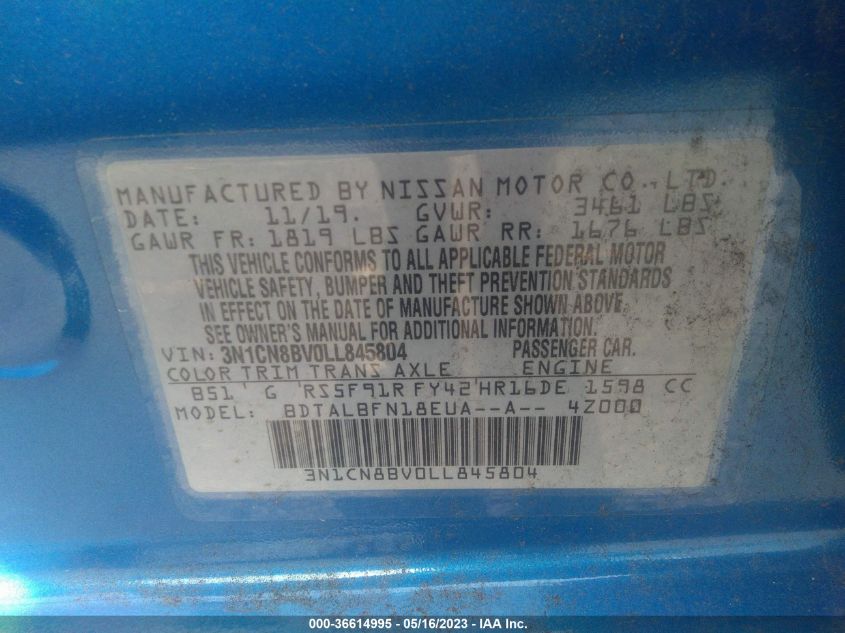 MANUFACTURED BY NISSAN MOTOR CO., LTD.
DATE: 11/19. GVWR: 3461 LBS
GAWR FR: 1819 LBS GAWR RR: 1676 LBS
THIS VEHICLE CONFORMS TO ALL APPLICABLE FEDERAL MOTOR
VEHICLE SAFETY, BUMPER AND THEFT PREVENTION STANDARDS
IN EFFECT ON THE DATE OF MANUFACTURE SHOWN ABOVE.
SEE OWNER'S MANUAL FOR ADDITIONAL INFORMATION.
VIN: 3N1CN8BV0LL845804 PASSENGER CAR.
COLOR TRIM TRANS AXLE ENGINE
B51 G RS5F91R FY42 HR16DE 1598 CC
MODEL: BDTALBFN18EUA--A-- 4Z000
3N1CN8BV0LL845804
000-36614995 - 05/16/2023 - IAA Inc.